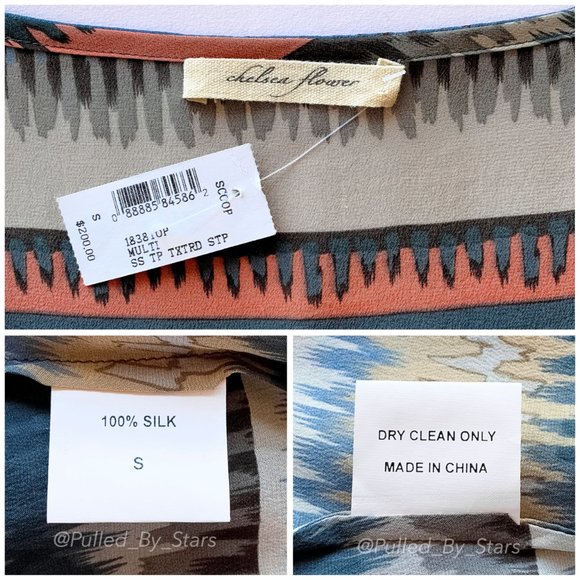 chelsea flower
SCOOP
0 88885 84586 2
S
$200.00
MULTI
SS TP TXTRD STP
100% SILK
S
DRY CLEAN ONLY
MADE IN CHINA
@Pulled_By_Stars
@Pulled_By_Stars